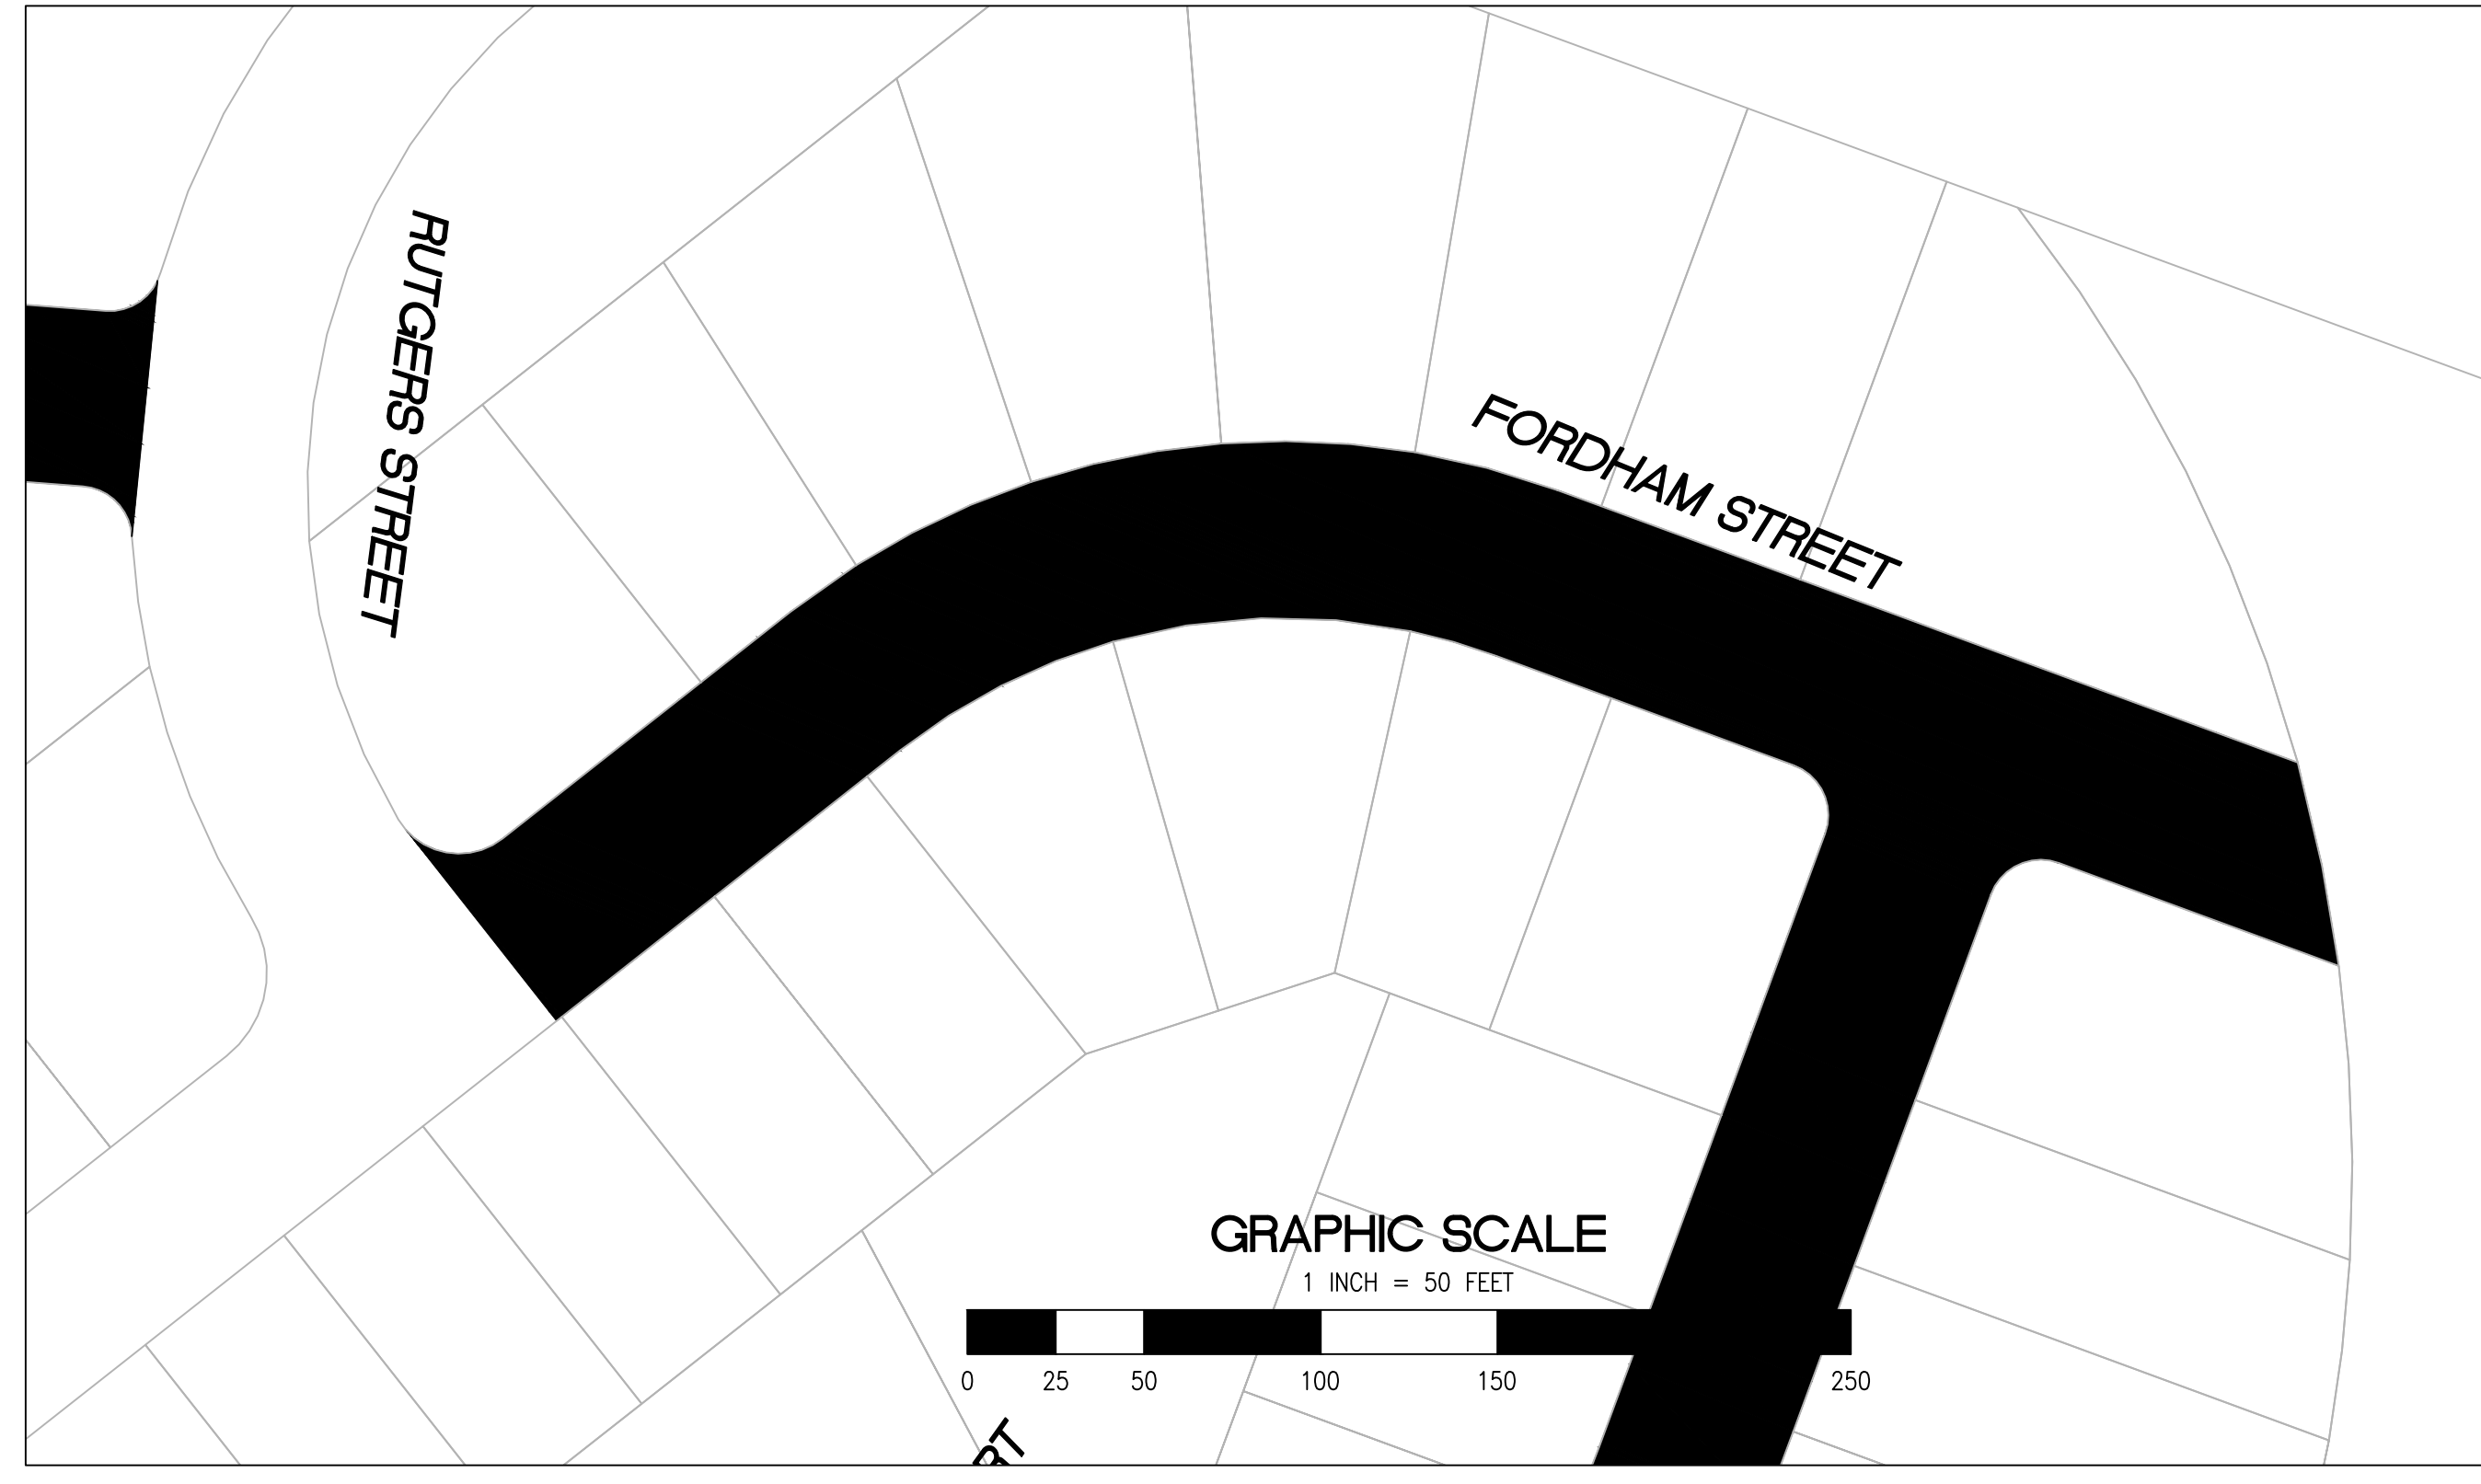 RUTGERS STREET
FORDHAM STREET
GRAPHIC SCALE
1 INCH = 50 FEET
0 25 50 100 150 250